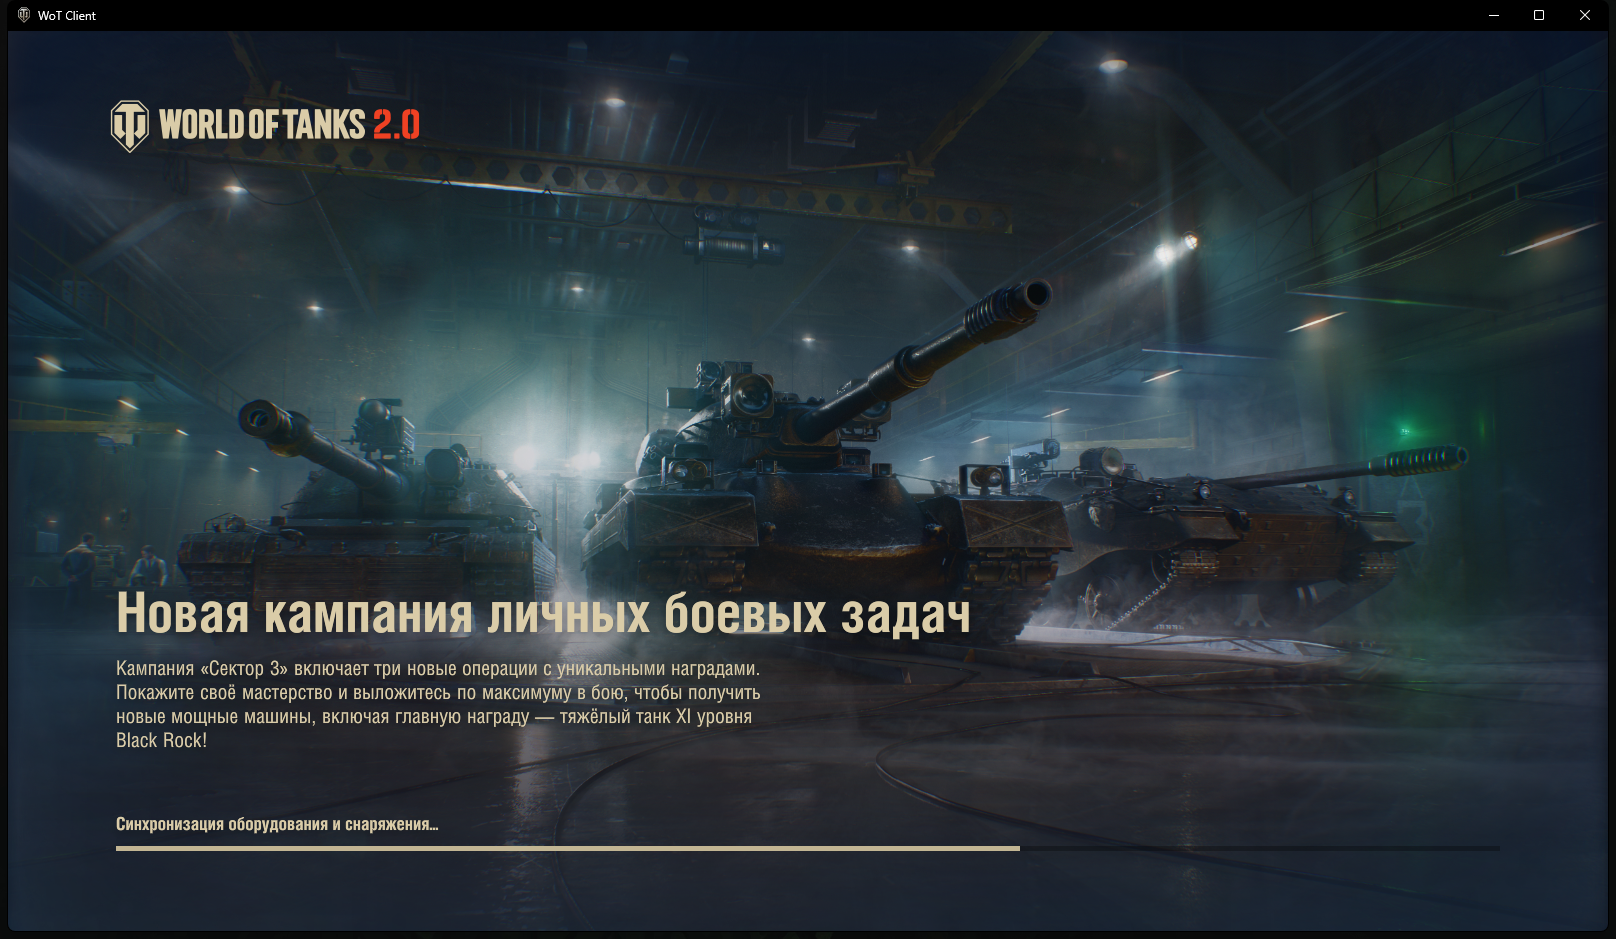 WoT Client
WORLD OF TANKS 2.0
Новая кампания личных боевых задач
Кампания «Сектор 3» включает три новые операции с уникальными наградами.
Покажите своё мастерство и выложитесь по максимуму в бою, чтобы получить
новые мощные машины, включая главную награду — тяжёлый танк XI уровня
Black Rock!
Синхронизация оборудования и снаряжения...